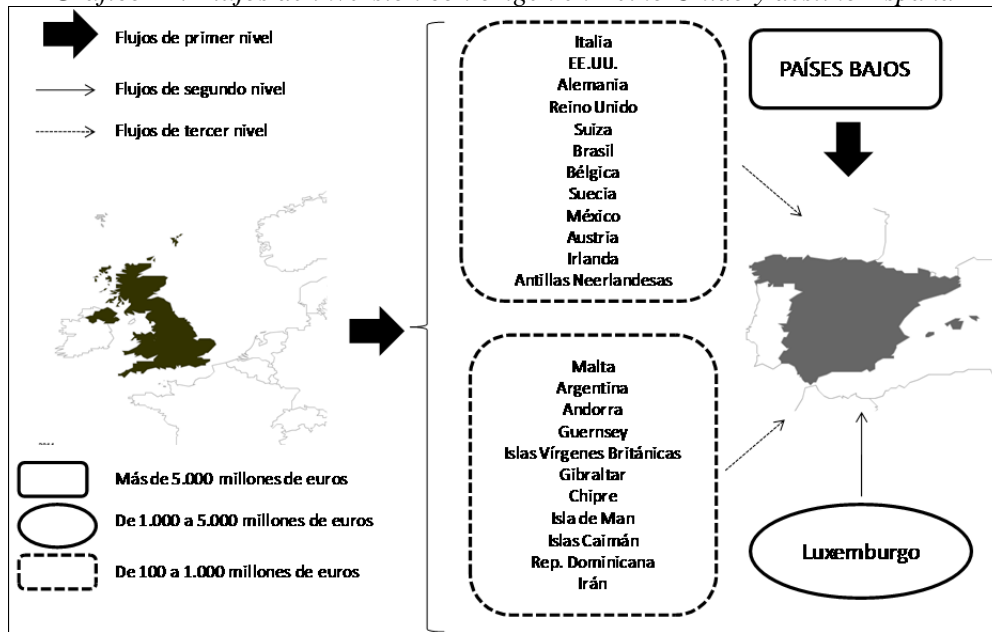 Flujos de primer nivel
Flujos de segundo nivel
Flujos de tercer nivel
Italia
EE.UU.
Alemania
Reino Unido
Suiza
Brasil
Bélgica
Suecia
México
Austria
Irlanda
Antillas Neerlandesas
PAÍSES BAJOS
Malta
Argentina
Andorra
Guernsey
Islas Vírgenes Británicas
Gibraltar
Chipre
Isla de Man
Islas Caimán
Rep. Dominicana
Irán
Luxemburgo
Más de 5.000 millones de euros
De 1.000 a 5.000 millones de euros
De 100 a 1.000 millones de euros